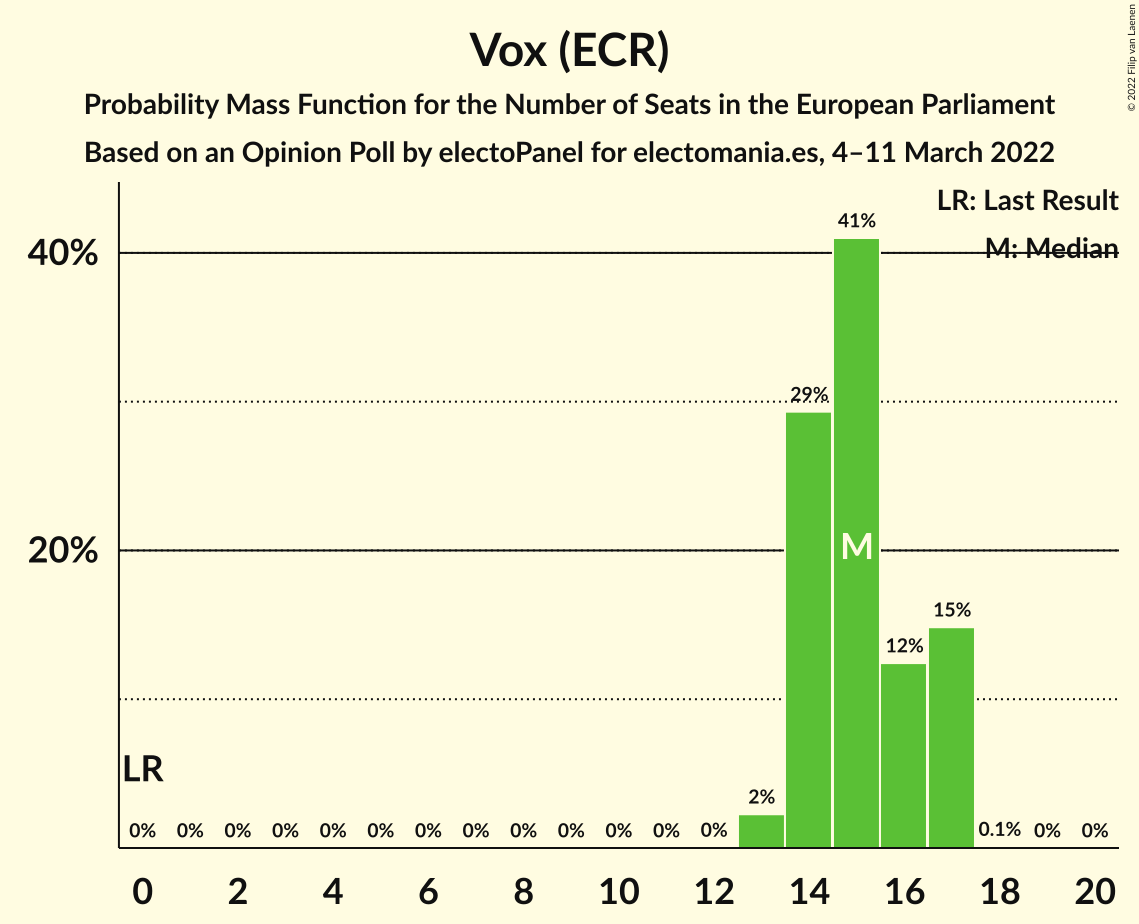 Vox (ECR)
Probability Mass Function for the Number of Seats in the European Parliament
Based on an Opinion Poll by electoPanel for electomania.es, 4–11 March 2022
© 2022 Filip van Laenen
LR: Last Result
M: Median
40%
20%
41%
29%
M
15%
12%
LR
2%
0% 0% 0% 0% 0% 0% 0% 0% 0% 0% 0% 0% 0% 0.1% 0% 0%
0 2 4 6 8 10 12 14 16 18 20